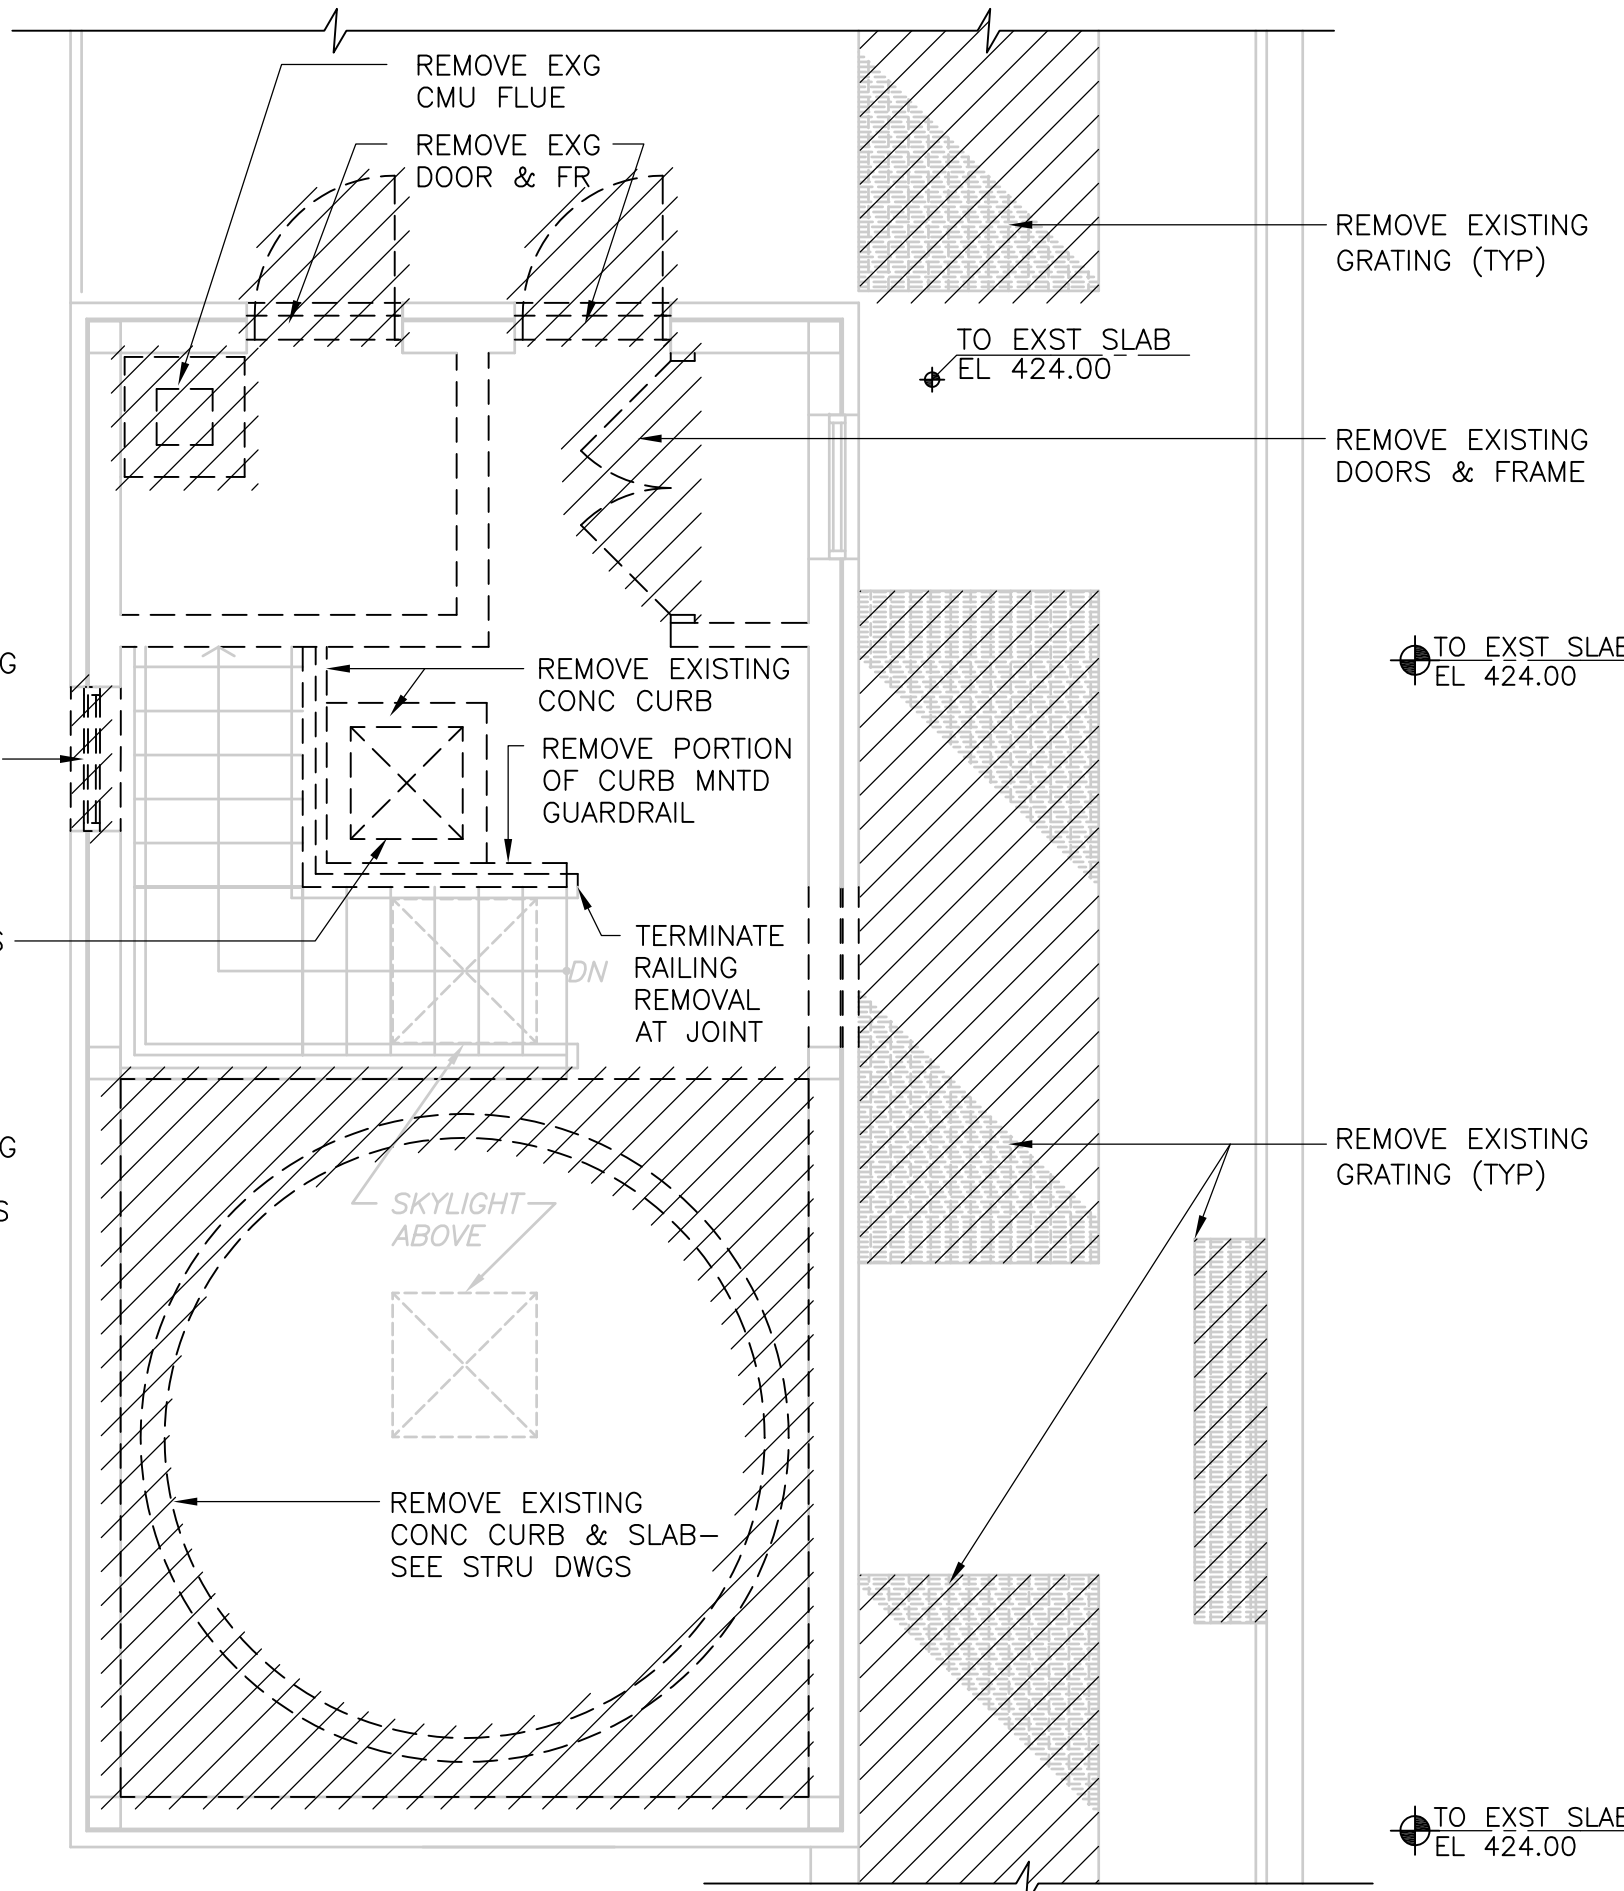 REMOVE EXG
CMU FLUE
REMOVE EXG
DOOR & FR
REMOVE EXISTING
GRATING (TYP)
TO EXST SLAB
EL 424.00
REMOVE EXISTING
DOORS & FRAME
G
TO EXST SLAB
EL 424.00
REMOVE EXISTING
CONC CURB
REMOVE PORTION
OF CURB MNTD
GUARDRAIL
S
TERMINATE
RAILING
REMOVAL
AT JOINT
DN
G
S
REMOVE EXISTING
GRATING (TYP)
SKYLIGHT
ABOVE
REMOVE EXISTING
CONC CURB & SLAB-
SEE STRU DWGS
TO EXST SLAB
EL 424.00